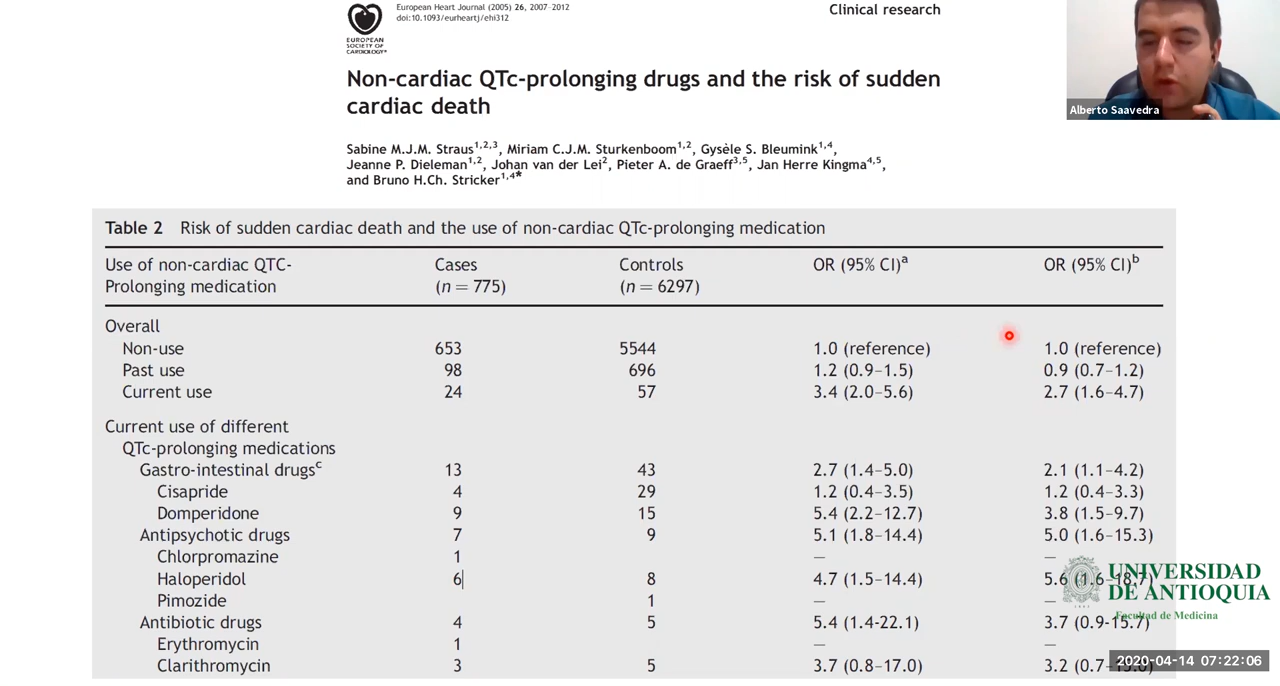 European Heart Journal (2005) 26, 2007–2012
doi:10.1093/eurheartj/ehi312
Clinical research
EUROPEAN
SOCIETY OF
CARDIOLOGY®
Non-cardiac QTc-prolonging drugs and the risk of sudden
cardiac death
Alberto Saavedra
Sabine M.J.M. Straus1,2,3, Miriam C.J.M. Sturkenboom1,2, Gysèle S. Bleumink1,4,
Jeanne P. Dieleman1,2, Johan van der Lei2, Pieter A. de Graeff3,5, Jan Herre Kingma4,5,
and Bruno H.Ch. Stricker1,4*
Table 2 Risk of sudden cardiac death and the use of non-cardiac QTc-prolonging medication
Use of non-cardiac QTC- Cases Controls OR (95% CI)a OR (95% CI)b
Prolonging medication (n = 775) (n = 6297)
Overall
Non-use 653 5544 1.0 (reference) 1.0 (reference)
Past use 98 696 1.2 (0.9–1.5) 0.9 (0.7–1.2)
Current use 24 57 3.4 (2.0–5.6) 2.7 (1.6–4.7)
Current use of different
QTc-prolonging medications
Gastro-intestinal drugsc 13 43 2.7 (1.4–5.0) 2.1 (1.1–4.2)
Cisapride 4 29 1.2 (0.4–3.5) 1.2 (0.4–3.3)
Domperidone 9 15 5.4 (2.2–12.7) 3.8 (1.5–9.7)
Antipsychotic drugs 7 9 5.1 (1.8–14.4) 5.0 (1.6–15.3)
Chlorpromazine 1 — —
Haloperidol 6 8 4.7 (1.5–14.4) 5.6 (1.6–18.7)
Pimozide 1 — —
Antibiotic drugs 4 5 5.4 (1.4-22.1) 3.7 (0.9-15.7)
Erythromycin 1 — —
Clarithromycin 3 5 3.7 (0.8–17.0) 3.2 (0.7–
UNIVERSIDAD
DE ANTIOQUIA
Facultad de Medicina
2020-04-14 07:22:06